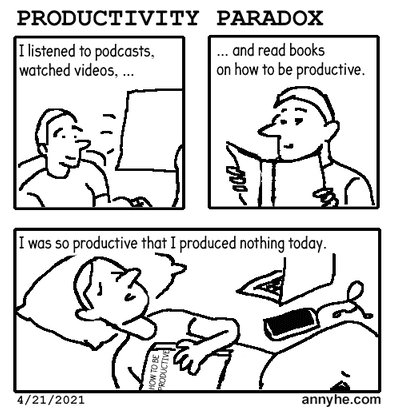 PRODUCTIVITY PARADOX
I listened to podcasts,
watched videos, ...
... and read books
on how to be productive.
I was so productive that I produced nothing today.
HOW TO BE
PRODUCTIVE
4/21/2021
annyhe.com